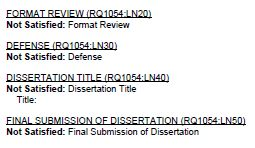 FORMAT REVIEW (RQ1054:LN20)
Not Satisfied: Format Review
DEFENSE (RQ1054:LN30)
Not Satisfied: Defense
DISSERTATION TITLE (RQ1054:LN40)
Not Satisfied: Dissertation Title
Title:
FINAL SUBMISSION OF DISSERTATION (RQ1054:LN50)
Not Satisfied: Final Submission of Dissertation